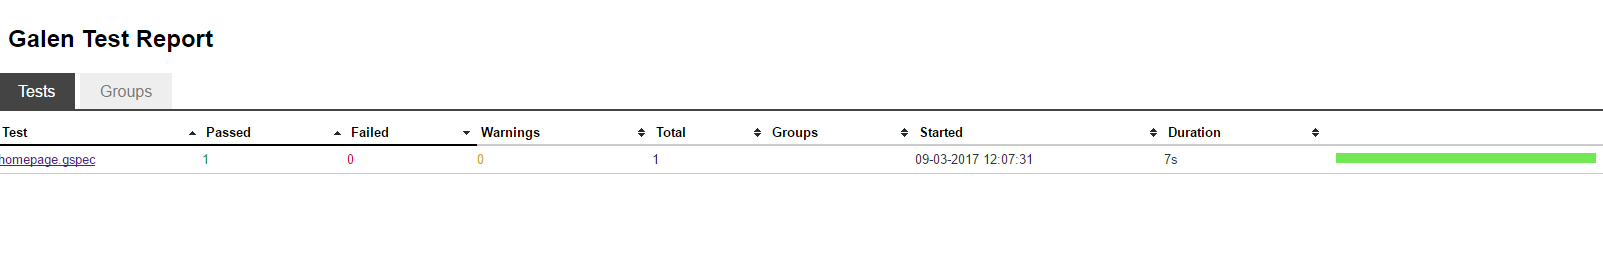 Galen Test Report
Tests Groups
Test Passed Failed Warnings Total Groups Started Duration
homepage.gspec 1 0 0 1 09-03-2017 12:07:31 7s